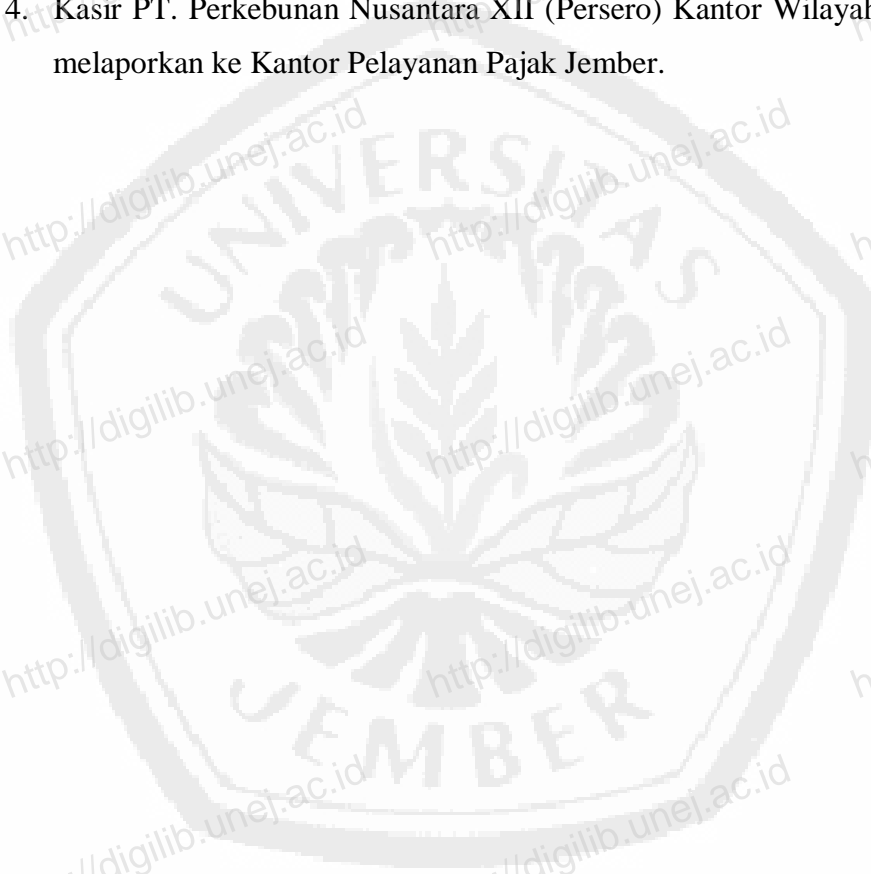 4. Kasir PT. Perkebunan Nusantara XII (Persero) Kantor Wilayah
melaporkan ke Kantor Pelayanan Pajak Jember.
UNIVERSITAS
JEMBER
http://digilib.unej.ac.id
http://digilib.unej.ac.id
http://digilib.unej.ac.id
http://digilib.unej.ac.id
http://digilib.unej.ac.id
http://digilib.unej.ac.id
http://digilib.unej.ac.id
http://digilib.unej.ac.id